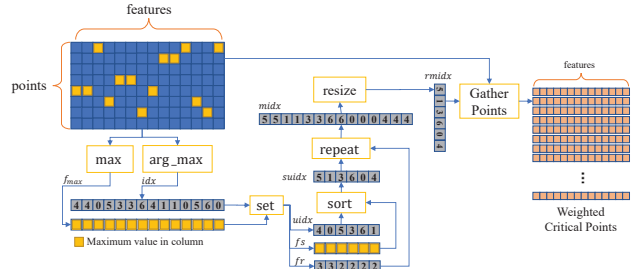 features
points
features
resize
rmidx
5
1
3
6
0
4
Gather
Points
midx
5 5 1 1 3 3 6 6 0 0 0 4 4 4
repeat
max
arg_max
suidx
5 1 3 6 0 4
f_max
idx
4 4 0 5 3 3 6 4 1 1 0 5 6 0
set
sort
uidx
4 0 5 3 6 1
fs
fr
3 3 2 2 2 2
Maximum value in column
...
Weighted
Critical Points